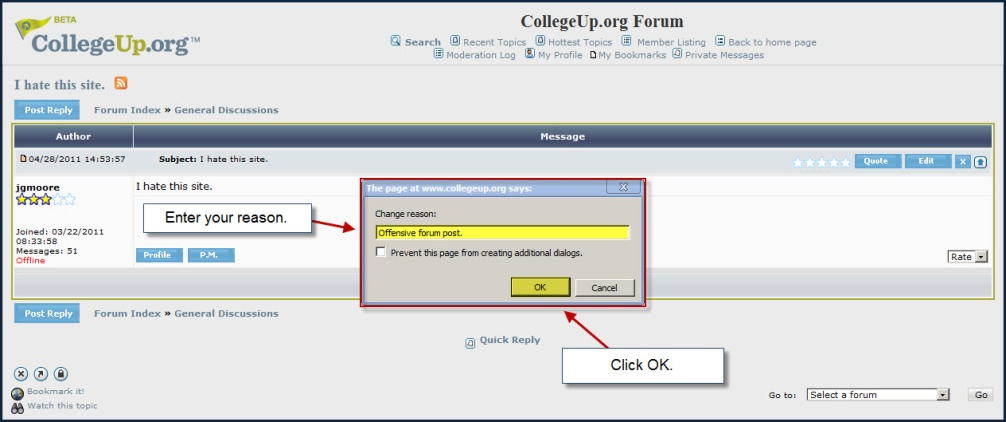 BETA
CollegeUp.org™
CollegeUp.org Forum
Search Recent Topics Hottest Topics Member Listing Back to home page
Moderation Log My Profile My Bookmarks Private Messages
I hate this site.
Post Reply Forum Index » General Discussions
Author Message
04/28/2011 14:53:57 Subject: I hate this site. Quote Edit X
jgmoore
I hate this site.
Joined: 03/22/2011
08:33:58
Messages: 51
Offline
Profile P.M.
Rate
The page at www.collegeup.org says:
Change reason:
Offensive forum post.
Prevent this page from creating additional dialogs.
OK Cancel
Enter your reason.
Post Reply Forum Index » General Discussions
Quick Reply
Click OK.
Bookmark it!
Watch this topic
Go to: Select a forum Go